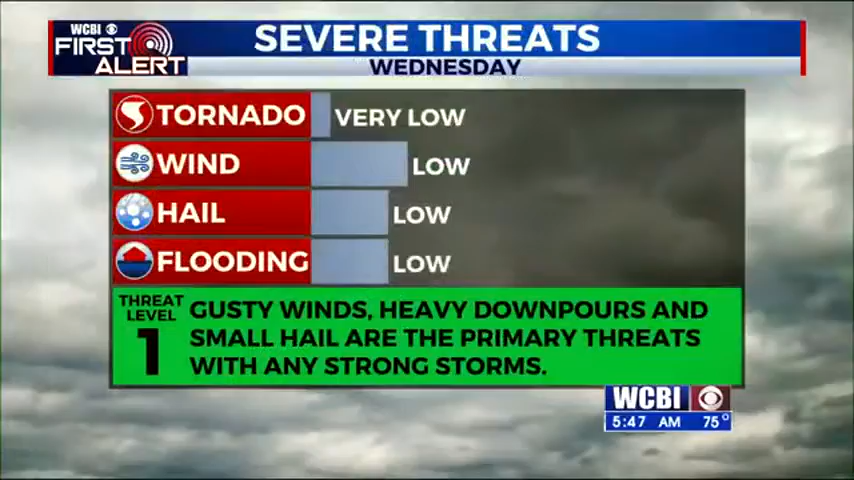 WCBI
FIRST
ALERT
SEVERE THREATS
WEDNESDAY
TORNADO VERY LOW
WIND LOW
HAIL LOW
FLOODING LOW
THREAT
LEVEL
1
GUSTY WINDS, HEAVY DOWNPOURS AND
SMALL HAIL ARE THE PRIMARY THREATS
WITH ANY STRONG STORMS.
WCBI
5:47 AM 75°